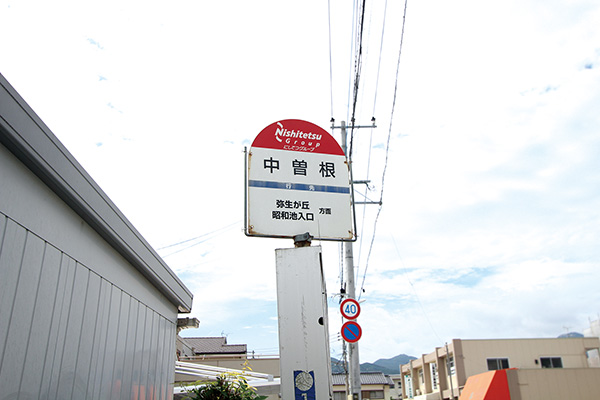 Nishitetsu
Group
にしてつグループ
中曽根
行先
弥生が丘
昭和池入口
方面
40
1